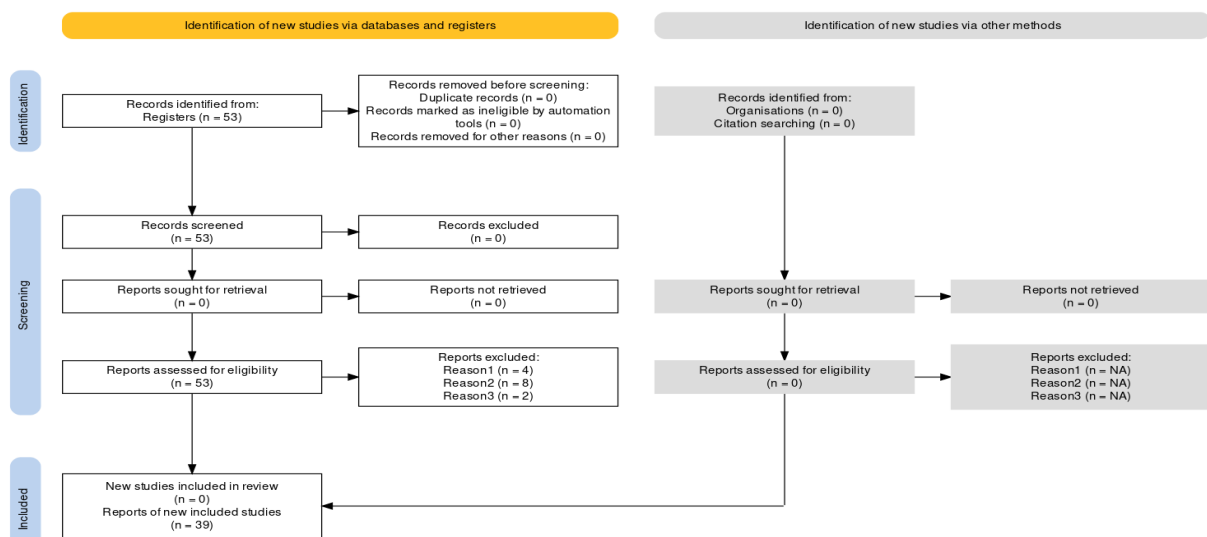 Identification of new studies via databases and registers
Identification of new studies via other methods
Identification
Records identified from:
Registers (n = 53)
Records removed before screening:
Duplicate records (n = 0)
Records marked as ineligible by automation
tools (n = 0)
Records removed for other reasons (n = 0)
Records identified from:
Organisations (n = 0)
Citation searching (n = 0)
Screening
Records screened
(n = 53)
Records excluded
(n = 0)
Reports sought for retrieval
(n = 0)
Reports not retrieved
(n = 0)
Reports sought for retrieval
(n = 0)
Reports not retrieved
(n = 0)
Reports assessed for eligibility
(n = 53)
Reports excluded:
Reason1 (n = 4)
Reason2 (n = 8)
Reason3 (n = 2)
Reports assessed for eligibility
(n = 0)
Reports excluded:
Reason1 (n = NA)
Reason2 (n = NA)
Reason3 (n = NA)
Included
New studies included in review
(n = 0)
Reports of new included studies
(n = 39)